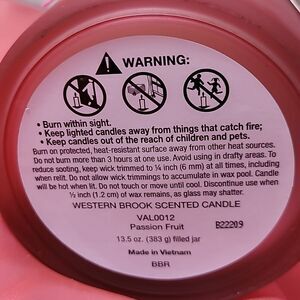 WARNING:
• Burn within sight.
• Keep lighted candles away from things that catch fire;
• Keep candles out of the reach of children and pets.
Burn on protected, heat-resistant surface away from other heat sources.
Do not burn more than 3 hours at one use. Avoid using in drafty areas. To
reduce sooting, keep wick trimmed to ¼ inch (6 mm) at all times, including
when relit. Do not allow wick trimmings to accumulate in wax pool. Candle
will be hot when lit. Do not touch or move until cool. Discontinue use when
½ inch (1.2 cm) of wax remains, as glass may shatter.
WESTERN BROOK SCENTED CANDLE
VAL0012
Passion Fruit B22209
13.5 oz. (383 g) filled jar
Made in Vietnam
BBR